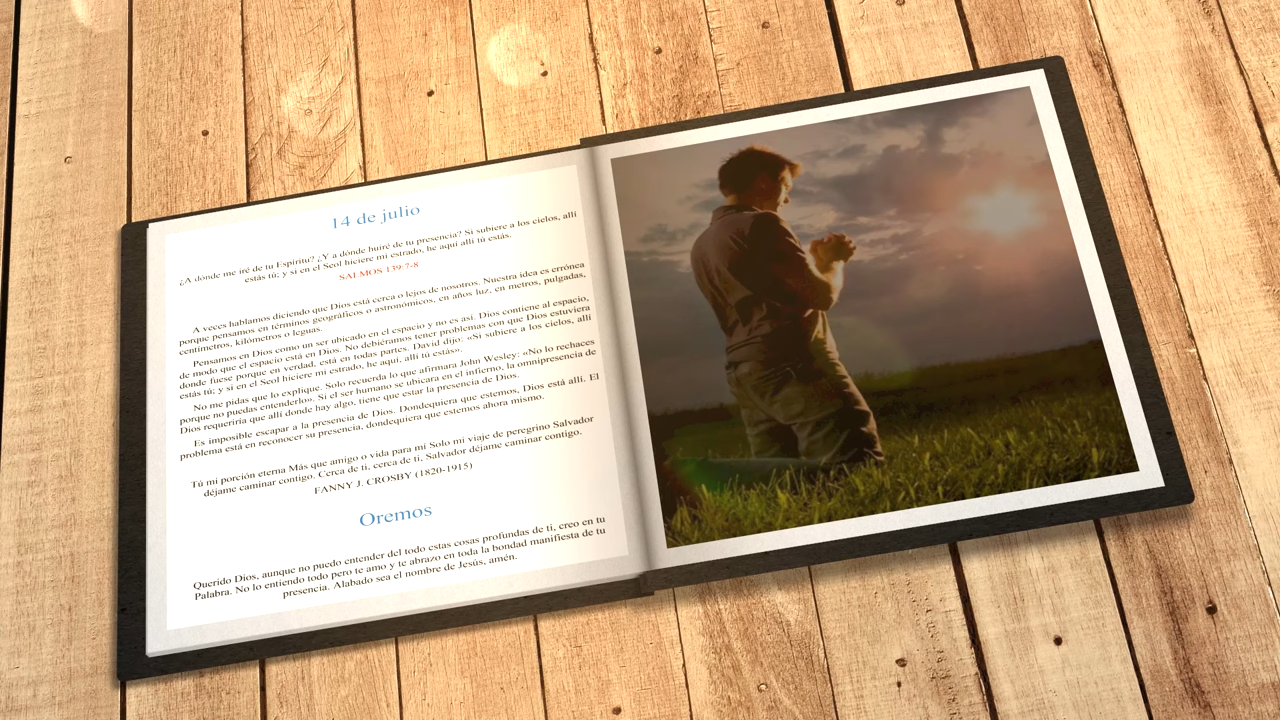 14 de julio
¿A dónde me iré de tu Espíritu? ¿Y a dónde huiré de tu presencia? Si subiere a los cielos, allí
estás tú; y si en el Seol hiciere mi estrado, he aquí allí tú estás.
SALMOS 139:7-8
A veces hablamos diciendo que Dios está cerca o lejos de nosotros. Nuestra idea es errónea
porque pensamos en términos geográficos o astronómicos, en años luz, en metros, pulgadas,
centímetros, kilómetros o leguas.
Pensamos en Dios como un ser ubicado en el espacio y no es así. Dios contiene al espacio,
de modo que el espacio está en Dios. No debiéramos tener problemas con que Dios estuviera
donde fuese porque en verdad, está en todas partes. David dijo: «Si subiere a los cielos, allí
estás tú; y si en el Seol hiciere mi estrado, he aquí, allí tú estás».
No me pidas que lo explique. Solo recuerda lo que afirmara John Wesley: «No lo rechaces
porque no puedas entenderlo». Si el ser humano se ubicara en el infierno, la omnipresencia de
Dios requeriría que allí donde hay algo, tiene que estar la presencia de Dios.
Es imposible escapar a la presencia de Dios. Dondequiera que estemos, Dios está allí. El
problema está en reconocer su presencia, dondequiera que estemos ahora mismo.
Tú mi porción eterna Más que amigo o vida para mí Solo mi viaje de peregrino Salvador
déjame caminar contigo. Cerca de ti, cerca de ti, Salvador déjame caminar contigo.
FANNY J. CROSBY (1820-1915)
Oremos
Querido Dios, aunque no puedo entender del todo estas cosas profundas de ti, creo en tu
Palabra. No lo entiendo todo pero te amo y te abrazo en toda la bondad manifiesta de tu
presencia. Alabado sea el nombre de Jesús, amén.